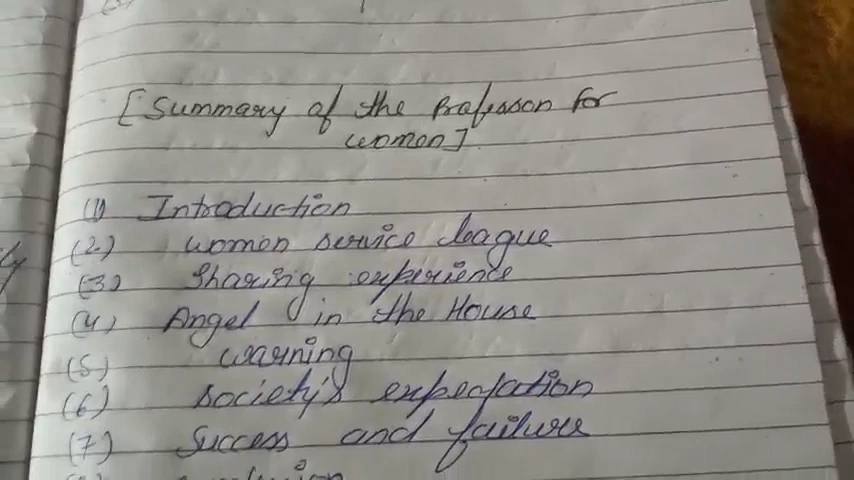 [Summary of the Profession for
women]
(1) Introduction
(2) women service league
(3) Sharing experience
(4) Angel in the House
(5) warning
(6) society's expectation
(7) Success and failure